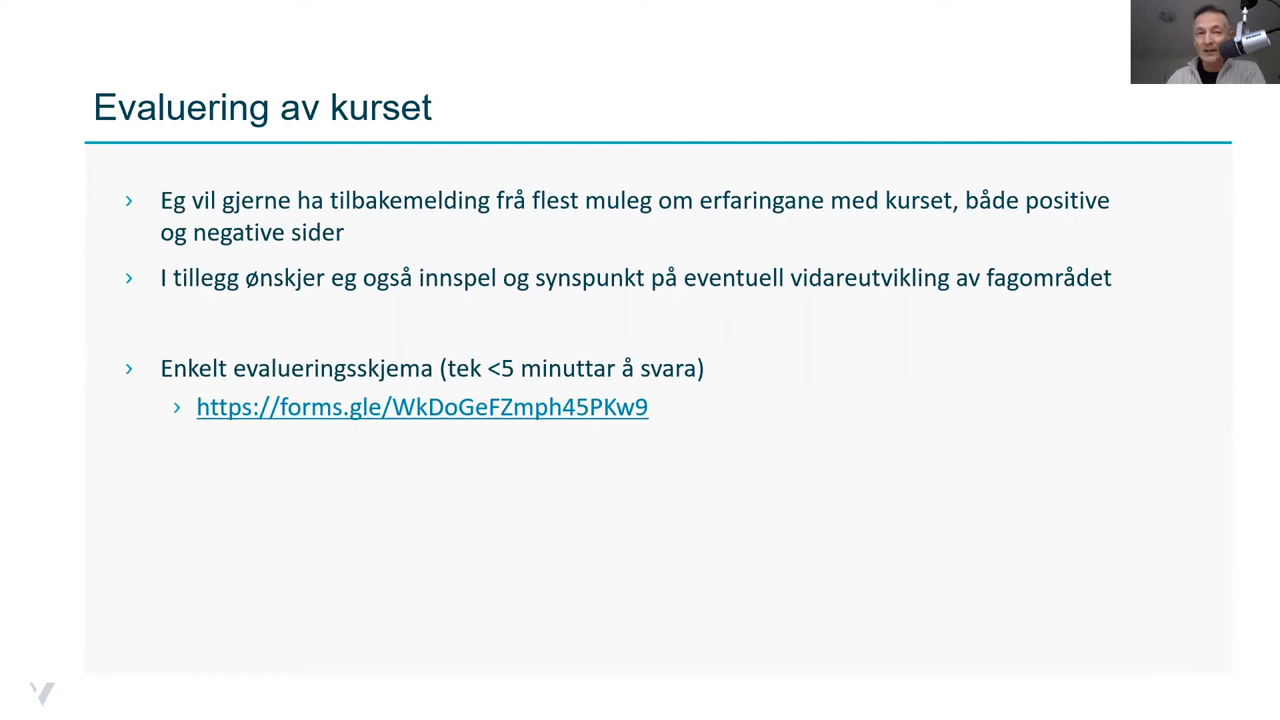 Evaluering av kurset
› Eg vil gjerne ha tilbakemelding frå flest muleg om erfaringane med kurset, både positive
og negative sider
› I tillegg ønskjer eg også innspel og synspunkt på eventuell vidareutvikling av fagområdet
› Enkelt evalueringsskjema (tek <5 minuttar å svara)
› https://forms.gle/WkDoGeFZmph45PKw9